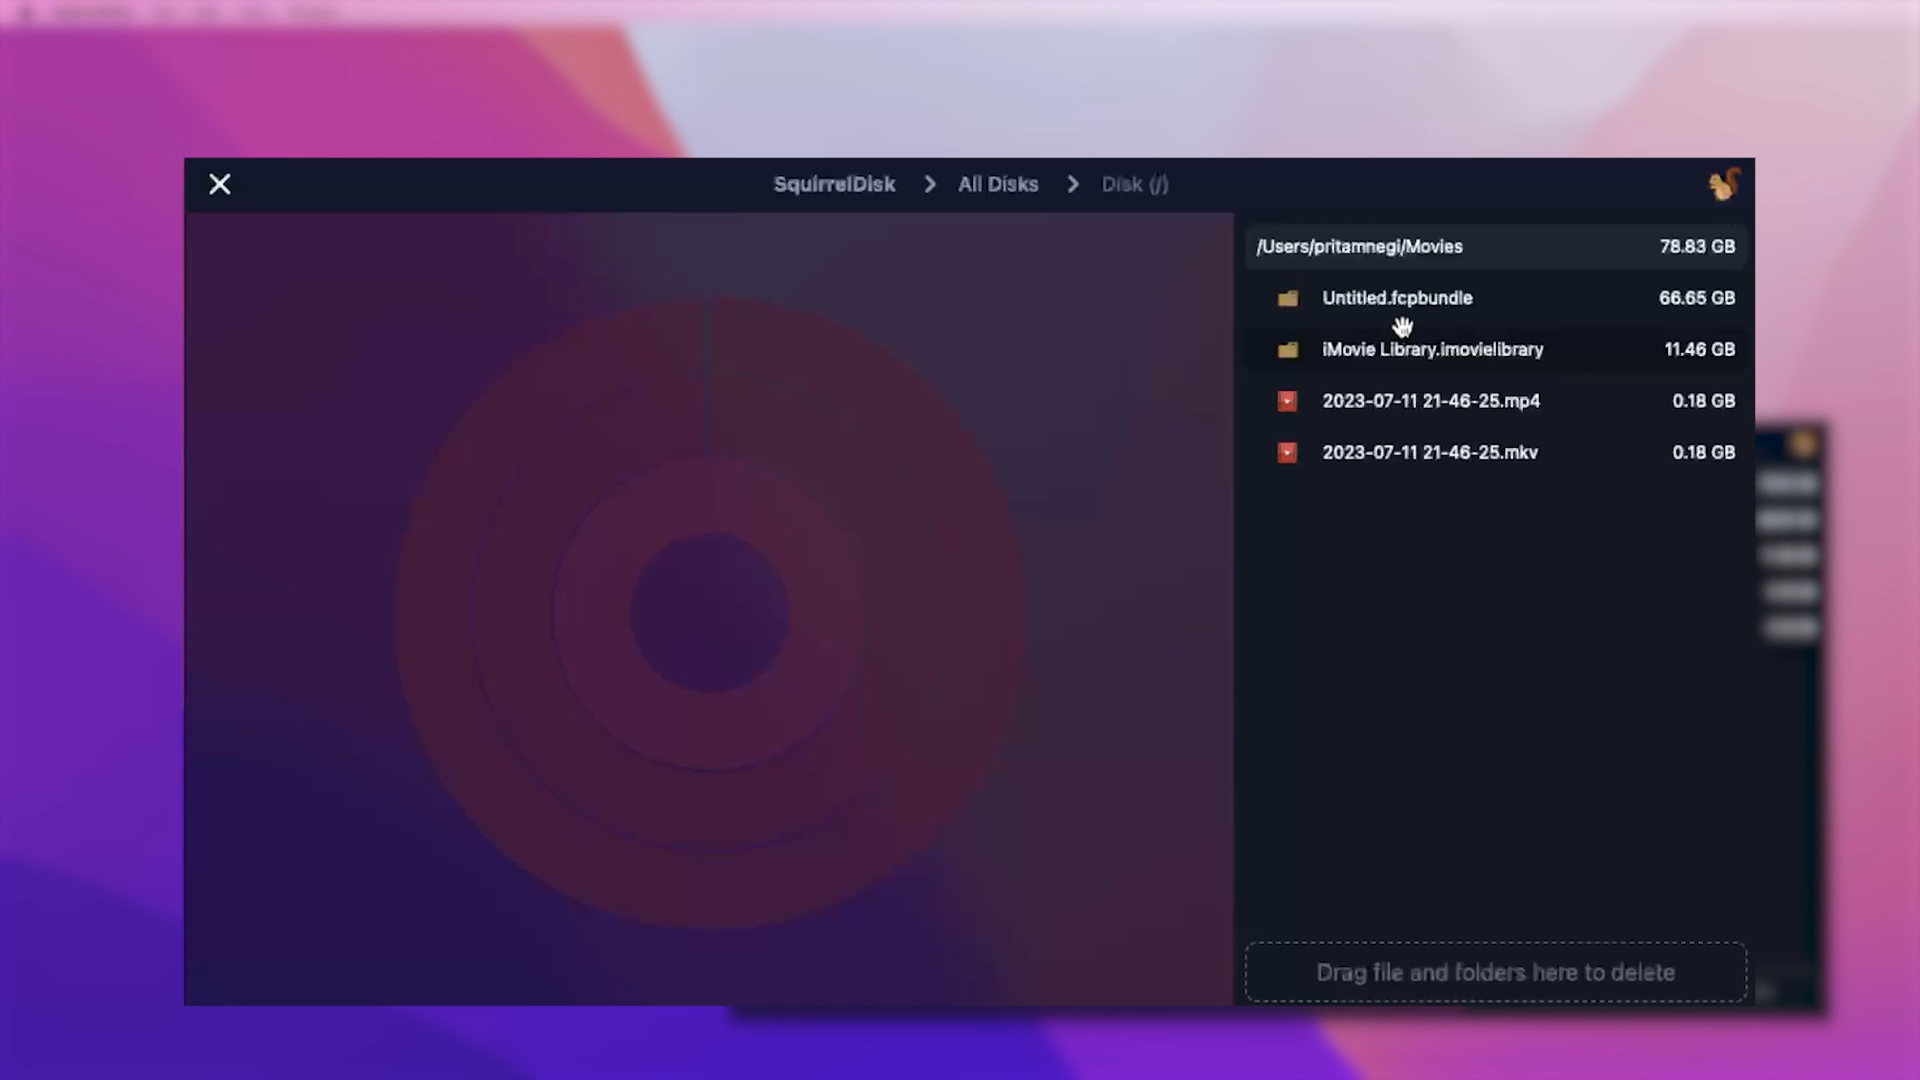 SquirrelDisk > All Disks > Disk (/)
/Users/pritamnegi/Movies 78.83 GB
Untitled.fcpbundle 66.65 GB
iMovie Library.imovielibrary 11.46 GB
2023-07-11 21-46-25.mp4 0.18 GB
2023-07-11 21-46-25.mkv 0.18 GB
Drag file and folders here to delete